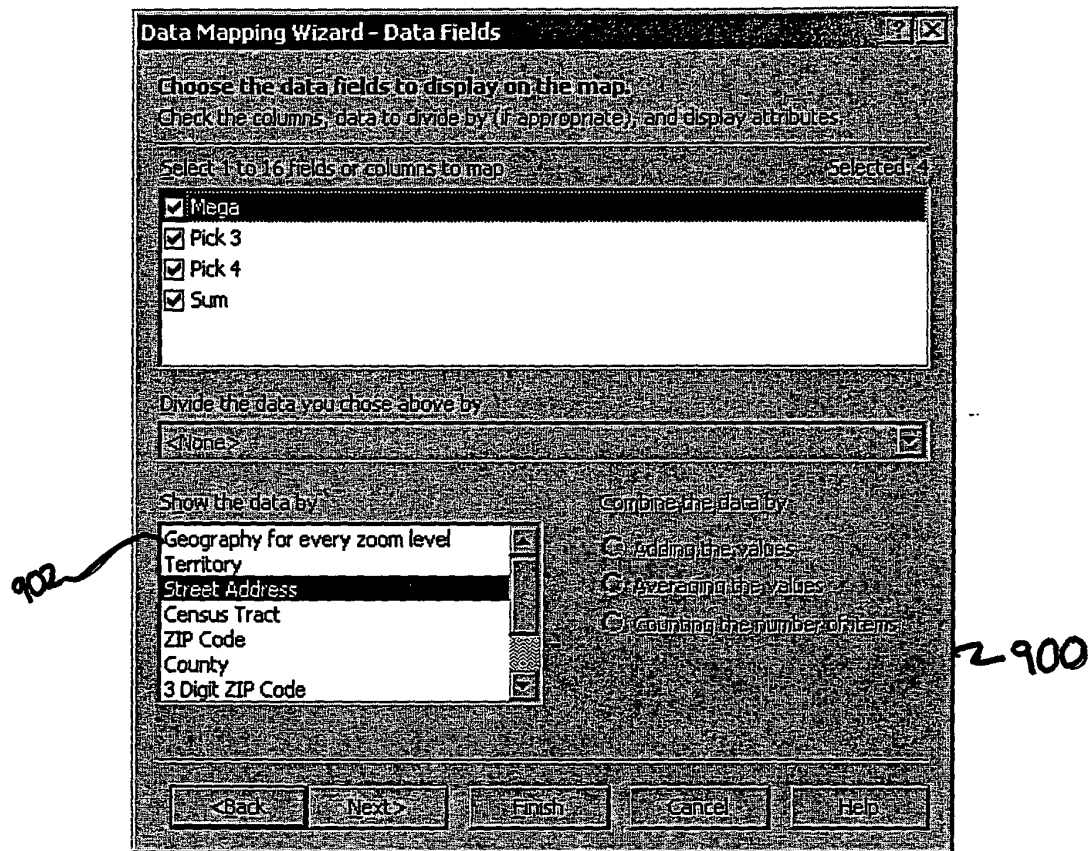 Data Mapping Wizard - Data Fields
Choose the data fields to display on the map.
Check the columns, data to divide by (if appropriate), and display attributes.
Select 1 to 16 fields or columns to map
Selected: 4
Mega
Pick 3
Pick 4
Sum
Divide the data you chose above by
<None>
Show the data by
Combine the data by
Geography for every zoom level
Territory
Street Address
Census Tract
ZIP Code
County
3 Digit ZIP Code
Adding the values
Averaging the values
Counting the number of items
902
900
<Back
Next>
Finish
Cancel
Help